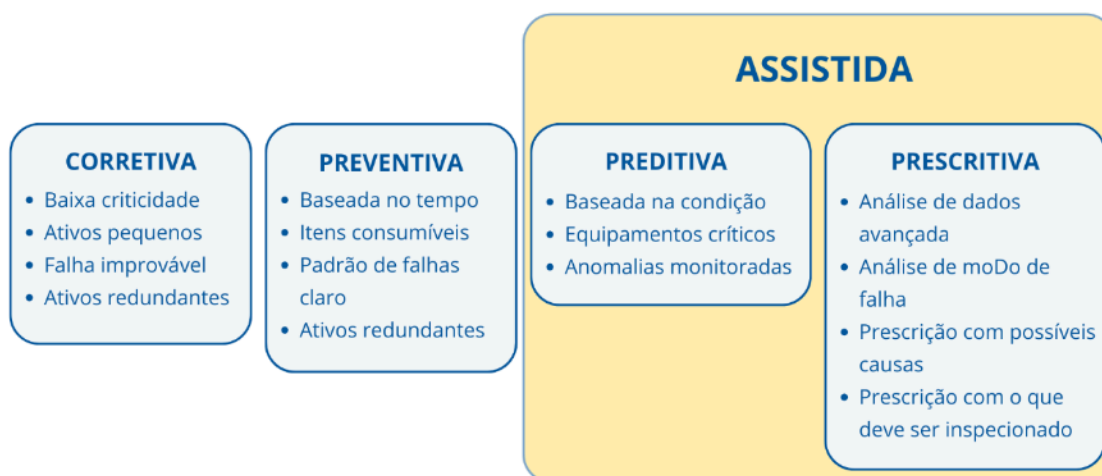 ASSISTIDA
CORRETIVA
• Baixa criticidade
• Ativos pequenos
• Falha improvável
• Ativos redundantes
PREVENTIVA
• Baseada no tempo
• Itens consumíveis
• Padrão de falhas
claro
• Ativos redundantes
PREDITIVA
• Baseada na condição
• Equipamentos críticos
• Anomalias monitoradas
PRESCRITIVA
• Análise de dados
avançada
• Análise de moDo de
falha
• Prescrição com possíveis
causas
• Prescrição com o que
deve ser inspecionado